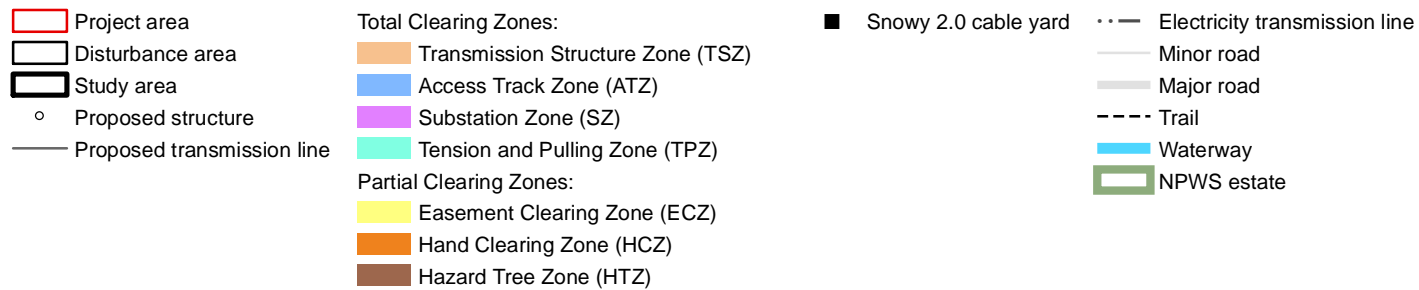 Project area
Disturbance area
Study area
Proposed structure
Proposed transmission line
Total Clearing Zones:
Transmission Structure Zone (TSZ)
Access Track Zone (ATZ)
Substation Zone (SZ)
Tension and Pulling Zone (TPZ)
Partial Clearing Zones:
Easement Clearing Zone (ECZ)
Hand Clearing Zone (HCZ)
Hazard Tree Zone (HTZ)
Snowy 2.0 cable yard
Electricity transmission line
Minor road
Major road
Trail
Waterway
NPWS estate